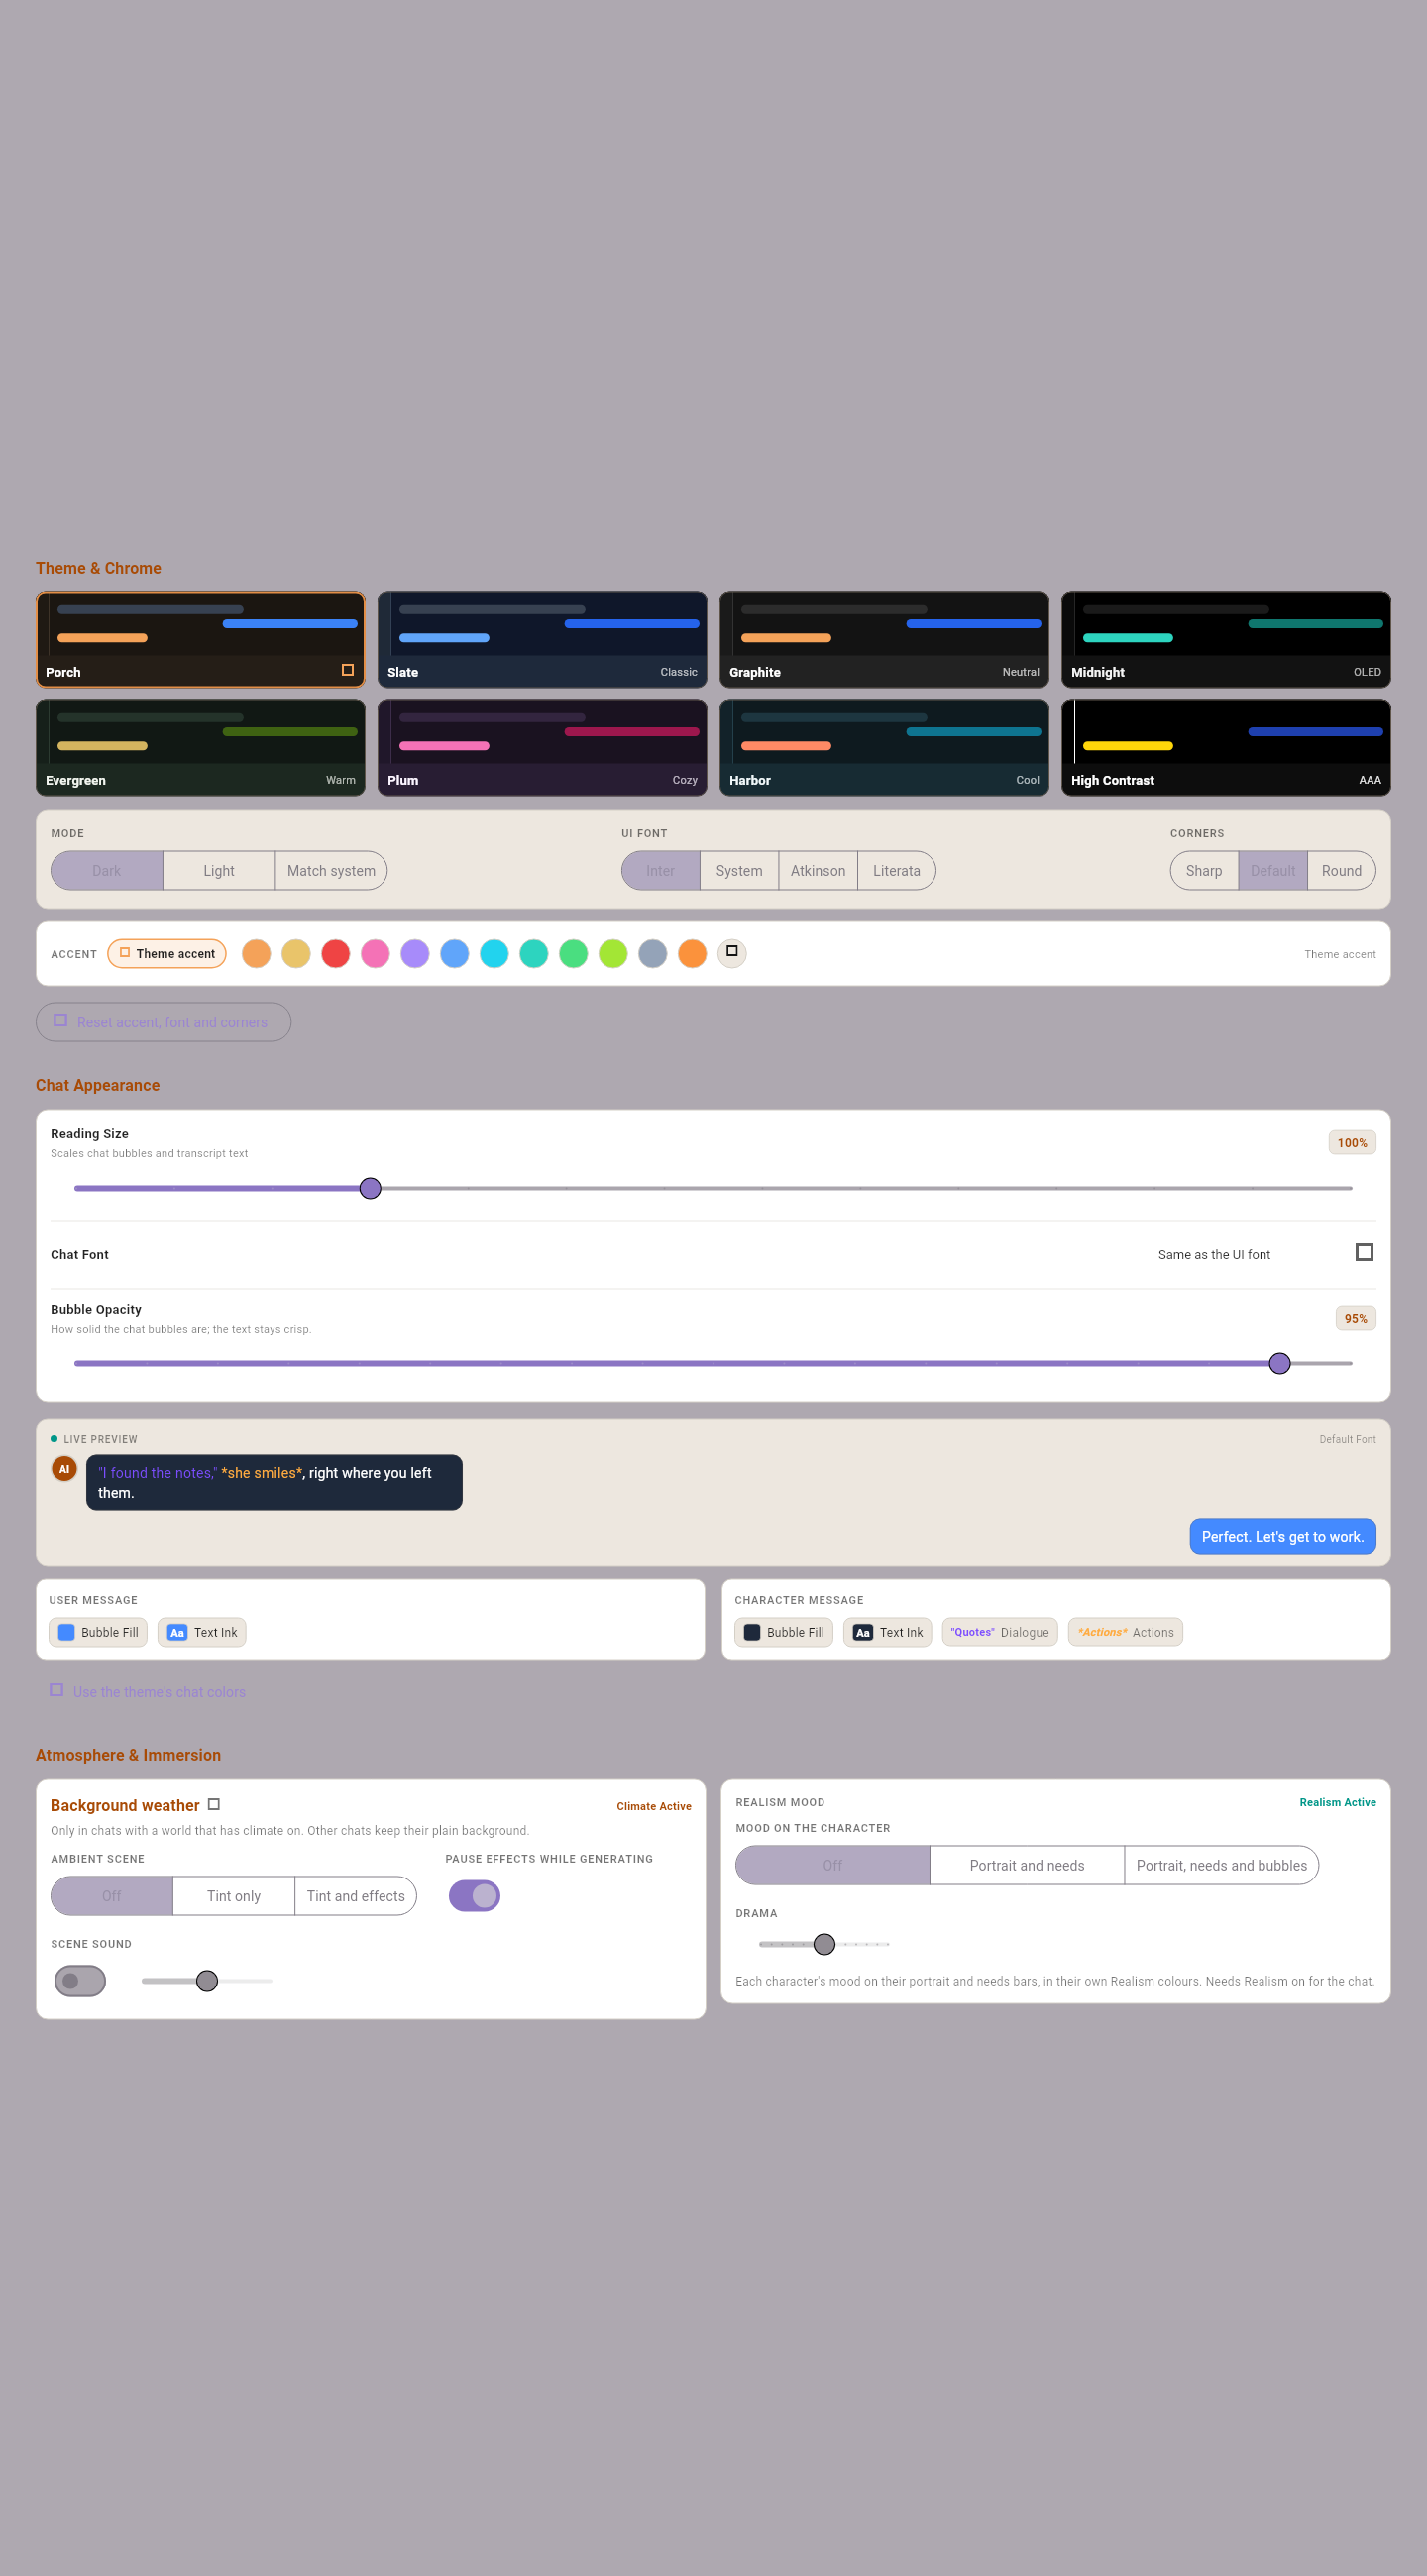 Theme & Chrome
Porch
Slate Classic
Graphite Neutral
Midnight OLED
Evergreen Warm
Plum Cozy
Harbor Cool
High Contrast AAA
MODE
Dark Light Match system
UI FONT
Inter System Atkinson Literata
CORNERS
Sharp Default Round
ACCENT Theme accent Theme accent
Reset accent, font and corners
Chat Appearance
Reading Size
Scales chat bubbles and transcript text
100%
Chat Font Same as the UI font
Bubble Opacity
How solid the chat bubbles are; the text stays crisp.
95%
LIVE PREVIEW Default Font
AI
"I found the notes," *she smiles*, right where you left
them.
Perfect. Let's get to work.
USER MESSAGE
Bubble Fill Aa Text Ink
CHARACTER MESSAGE
Bubble Fill Aa Text Ink "Quotes" Dialogue *Actions* Actions
Use the theme's chat colors
Atmosphere & Immersion
Background weather Climate Active
Only in chats with a world that has climate on. Other chats keep their plain background.
AMBIENT SCENE
Off Tint only Tint and effects
PAUSE EFFECTS WHILE GENERATING
SCENE SOUND
REALISM MOOD Realism Active
MOOD ON THE CHARACTER
Off Portrait and needs Portrait, needs and bubbles
DRAMA
Each character's mood on their portrait and needs bars, in their own Realism colours. Needs Realism on for the chat.